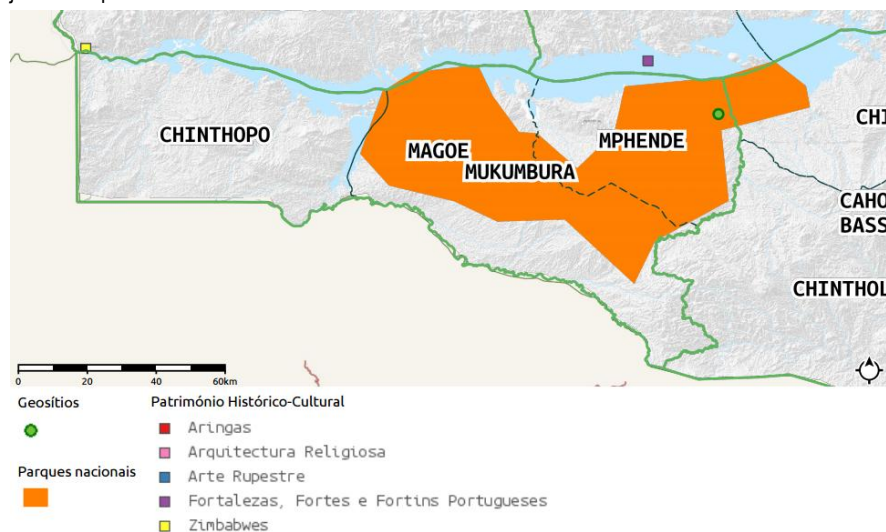 CHINTHOPO
MAGOE
MUKUMBURA
MPHENDE
CHI
CAHO
BASS
CHINTHOL
0 20 40 60km
Geosítios
Património Histórico-Cultural
Aringas
Arquitectura Religiosa
Arte Rupestre
Parques nacionais
Fortalezas, Fortes e Fortins Portugueses
Zimbabwes